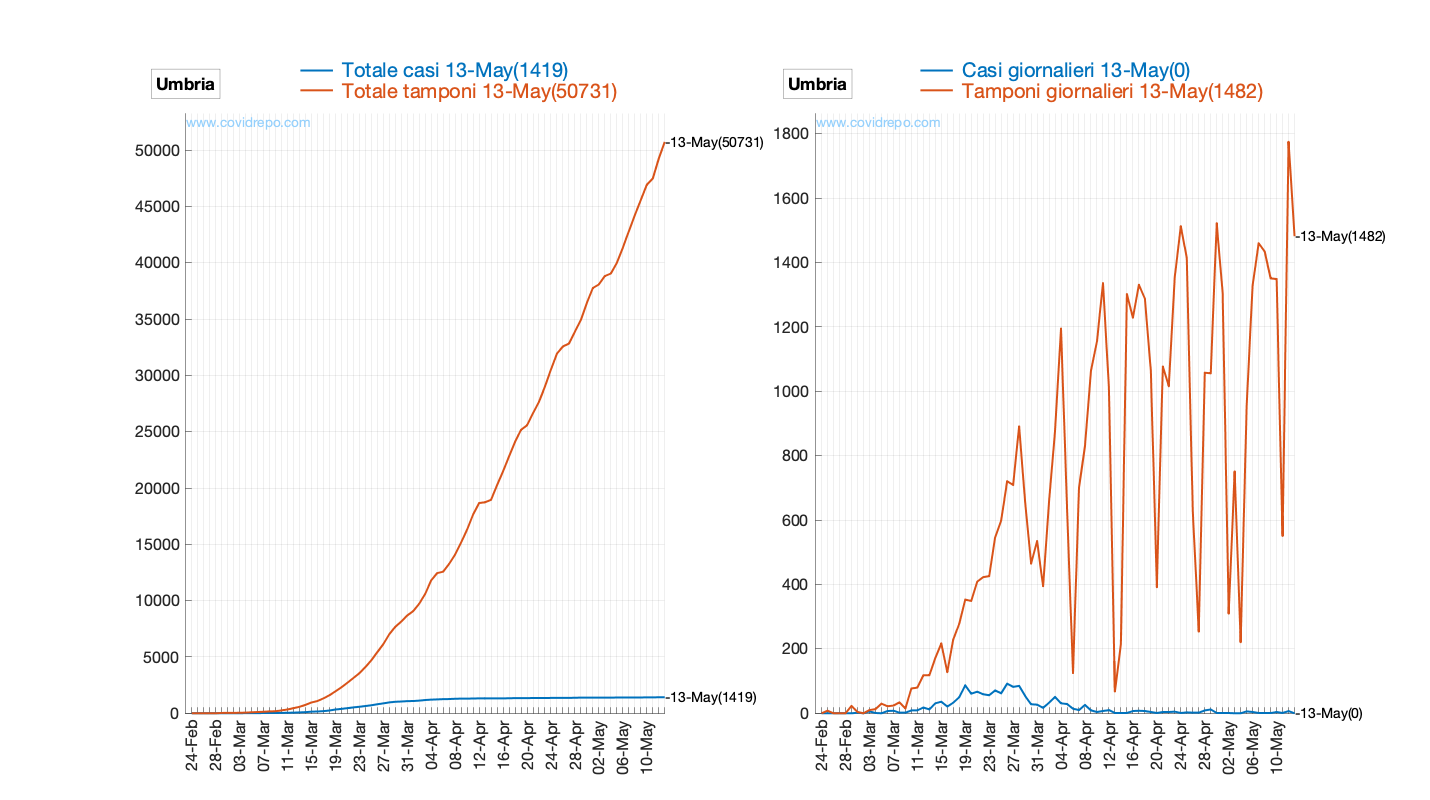 Umbria
Totale casi 13-May(1419)
Totale tamponi 13-May(50731)
www.covidrepo.com
50000
45000
40000
35000
30000
25000
20000
15000
10000
5000
0
13-May(50731)
13-May(1419)
24-Feb
28-Feb
03-Mar
07-Mar
11-Mar
15-Mar
19-Mar
23-Mar
27-Mar
31-Mar
04-Apr
08-Apr
12-Apr
16-Apr
20-Apr
24-Apr
28-Apr
02-May
06-May
10-May
Umbria
Casi giornalieri 13-May(0)
Tamponi giornalieri 13-May(1482)
www.covidrepo.com
1800
1600
1400
1200
1000
800
600
400
200
0
13-May(1482)
13-May(0)
24-Feb
28-Feb
03-Mar
07-Mar
11-Mar
15-Mar
19-Mar
23-Mar
27-Mar
31-Mar
04-Apr
08-Apr
12-Apr
16-Apr
20-Apr
24-Apr
28-Apr
02-May
06-May
10-May